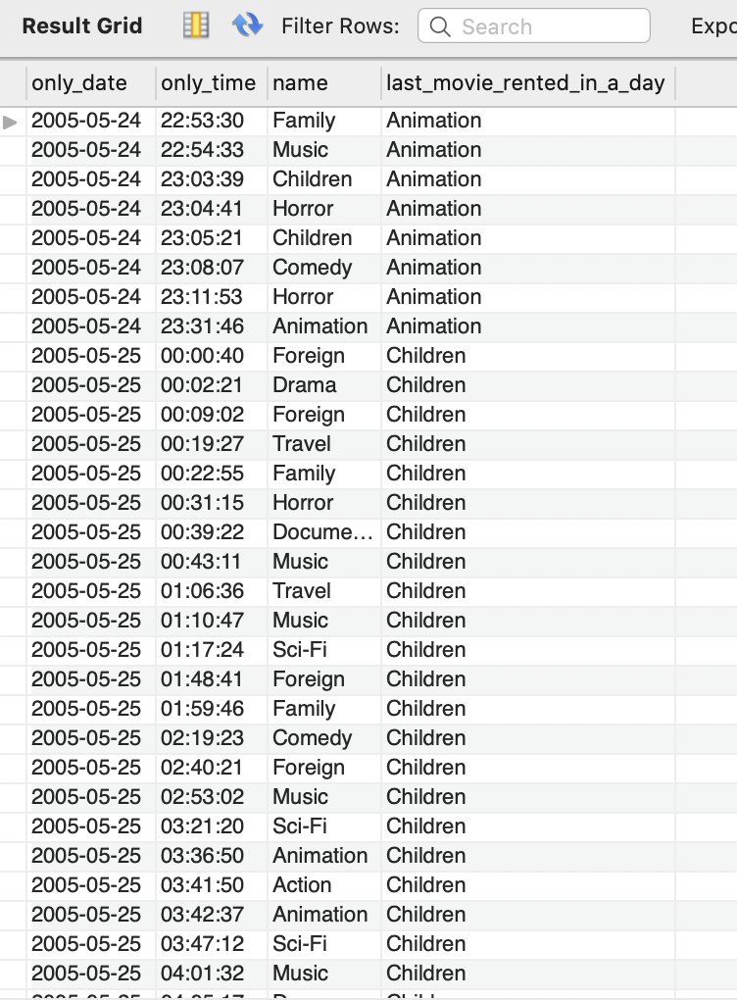 Result Grid Filter Rows: Search Expo
only_date only_time name last_movie_rented_in_a_day
2005-05-24 22:53:30 Family Animation
2005-05-24 22:54:33 Music Animation
2005-05-24 23:03:39 Children Animation
2005-05-24 23:04:41 Horror Animation
2005-05-24 23:05:21 Children Animation
2005-05-24 23:08:07 Comedy Animation
2005-05-24 23:11:53 Horror Animation
2005-05-24 23:31:46 Animation Animation
2005-05-25 00:00:40 Foreign Children
2005-05-25 00:02:21 Drama Children
2005-05-25 00:09:02 Foreign Children
2005-05-25 00:19:27 Travel Children
2005-05-25 00:22:55 Family Children
2005-05-25 00:31:15 Horror Children
2005-05-25 00:39:22 Docume... Children
2005-05-25 00:43:11 Music Children
2005-05-25 01:06:36 Travel Children
2005-05-25 01:10:47 Music Children
2005-05-25 01:17:24 Sci-Fi Children
2005-05-25 01:48:41 Foreign Children
2005-05-25 01:59:46 Family Children
2005-05-25 02:19:23 Comedy Children
2005-05-25 02:40:21 Foreign Children
2005-05-25 02:53:02 Music Children
2005-05-25 03:21:20 Sci-Fi Children
2005-05-25 03:36:50 Animation Children
2005-05-25 03:41:50 Action Children
2005-05-25 03:42:37 Animation Children
2005-05-25 03:47:12 Sci-Fi Children
2005-05-25 04:01:32 Music Children